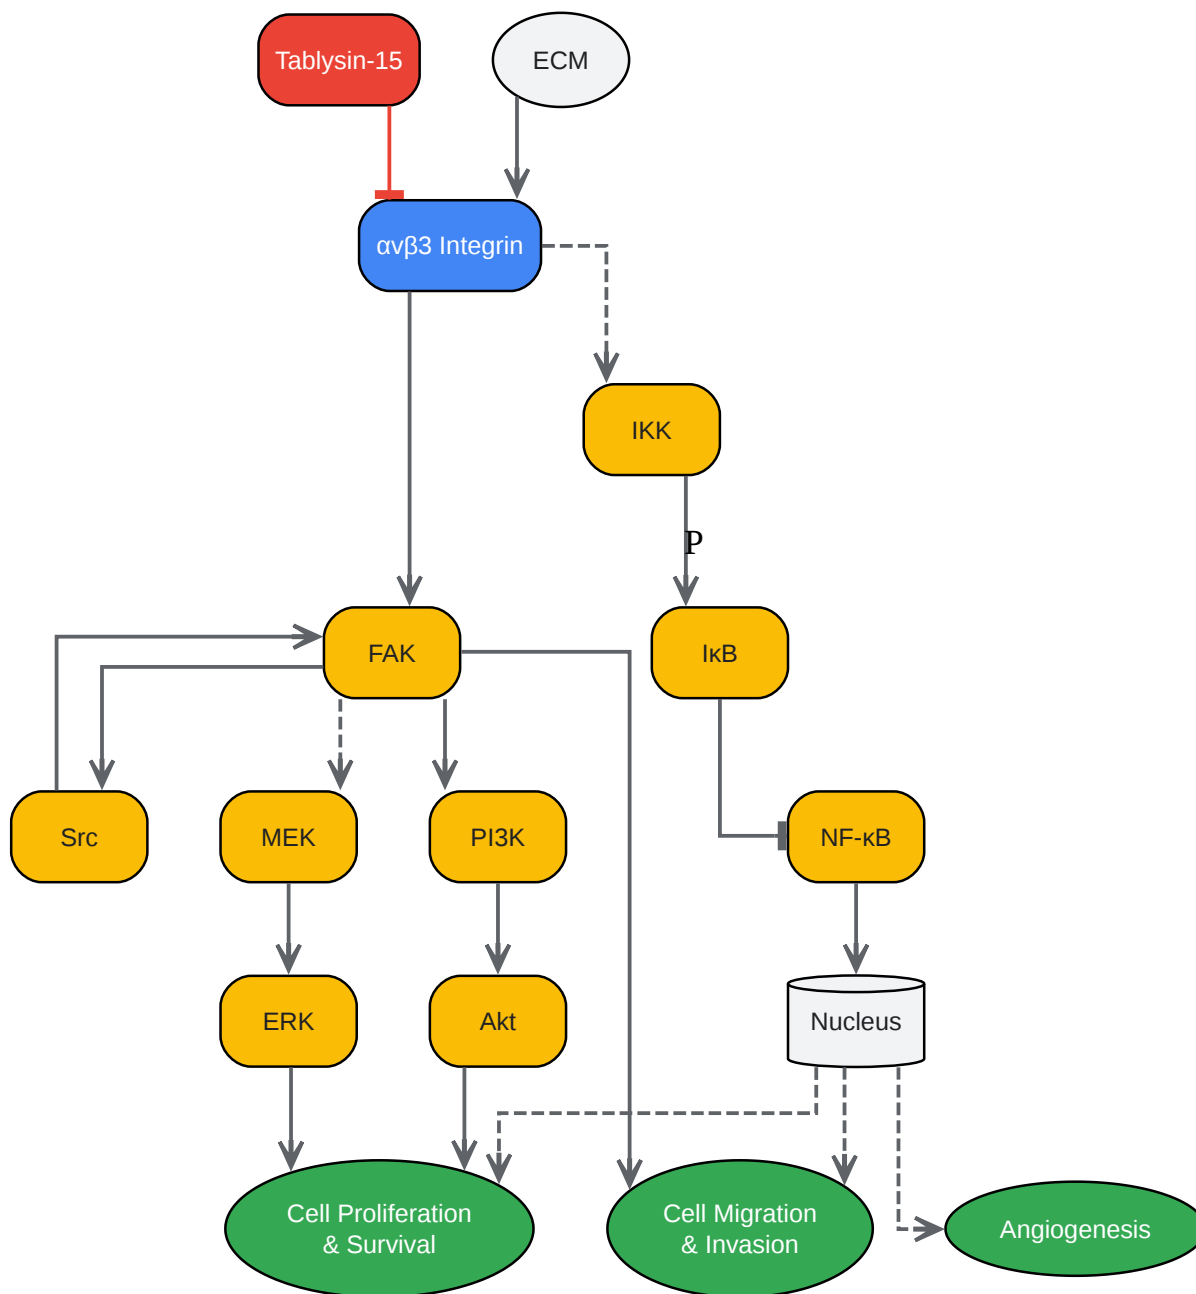 Tablysin-15
ECM
αvβ3 Integrin
IKK
P
FAK
IκB
Src
MEK
PI3K
NF-κB
ERK
Akt
Nucleus
Cell Proliferation
& Survival
Cell Migration
& Invasion
Angiogenesis